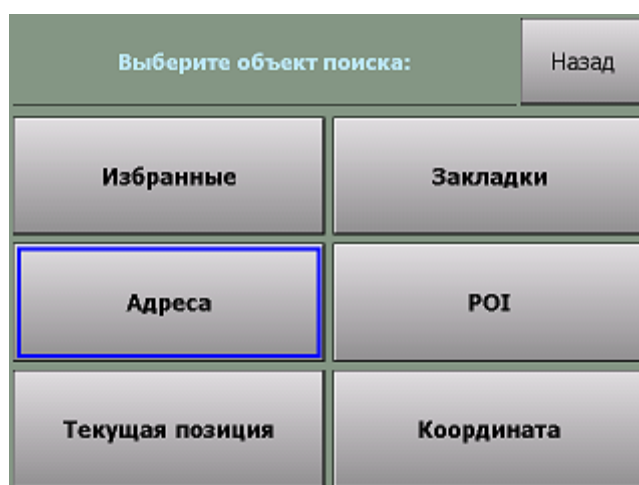 Выберите объект поиска:
Назад
Избранные
Закладки
Адреса
POI
Текущая позиция
Координата